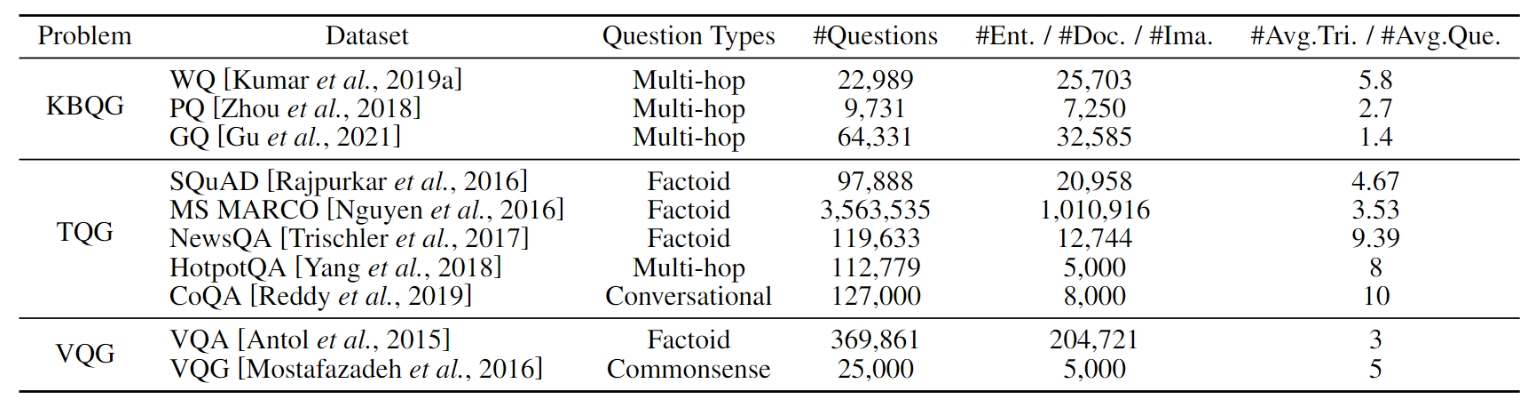 Problem Dataset Question Types #Questions #Ent. / #Doc. / #Ima. #Avg.Tri. / #Avg.Que.
WQ [Kumar et al., 2019a] Multi-hop 22,989 25,703 5.8
KBQG PQ [Zhou et al., 2018] Multi-hop 9,731 7,250 2.7
GQ [Gu et al., 2021] Multi-hop 64,331 32,585 1.4
SQuAD [Rajpurkar et al., 2016] Factoid 97,888 20,958 4.67
MS MARCO [Nguyen et al., 2016] Factoid 3,563,535 1,010,916 3.53
TQG NewsQA [Trischler et al., 2017] Factoid 119,633 12,744 9.39
HotpotQA [Yang et al., 2018] Multi-hop 112,779 5,000 8
CoQA [Reddy et al., 2019] Conversational 127,000 8,000 10
VQG VQA [Antol et al., 2015] Factoid 369,861 204,721 3
VQG [Mostafazadeh et al., 2016] Commonsense 25,000 5,000 5